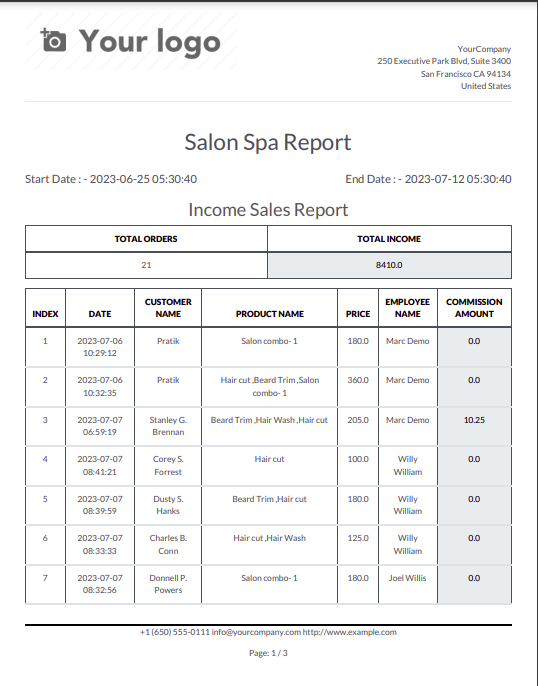 Your logo
YourCompany
250 Executive Park Blvd, Suite 3400
San Francisco CA 94134
United States
Salon Spa Report
Start Date : - 2023-06-25 05:30:40 End Date : - 2023-07-12 05:30:40
Income Sales Report
TOTAL ORDERS TOTAL INCOME
21 8410.0
INDEX DATE CUSTOMER NAME PRODUCT NAME PRICE EMPLOYEE NAME COMMISSION AMOUNT
1 2023-07-06 10:29:12 Pratik Salon combo- 1 180.0 Marc Demo 0.0
2 2023-07-06 10:32:35 Pratik Hair cut ,Beard Trim ,Salon combo- 1 360.0 Marc Demo 0.0
3 2023-07-07 06:59:19 Stanley G. Brennan Beard Trim ,Hair Wash ,Hair cut 205.0 Marc Demo 10.25
4 2023-07-07 08:41:21 Corey S. Forrest Hair cut 100.0 Willy William 0.0
5 2023-07-07 08:39:59 Dusty S. Hanks Beard Trim ,Hair cut 180.0 Willy William 0.0
6 2023-07-07 08:33:33 Charles B. Conn Hair cut ,Hair Wash 125.0 Willy William 0.0
7 2023-07-07 08:32:56 Donnell P. Powers Salon combo- 1 180.0 Joel Willis 0.0
+1 (650) 555-0111 info@yourcompany.com http://www.example.com
Page: 1 / 3